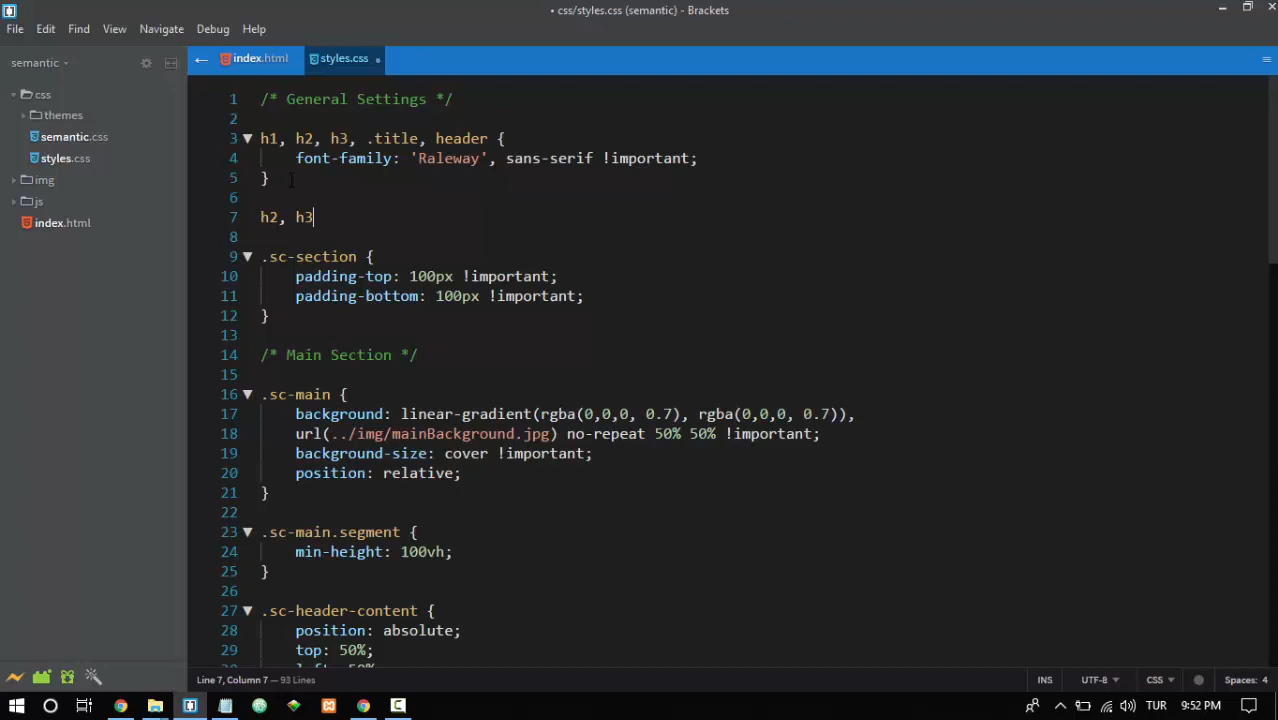 • css/styles.css (semantic) - Brackets
File Edit Find View Navigate Debug Help
semantic
index.html
styles.css
css
themes
semantic.css
styles.css
img
js
index.html
1 /* General Settings */
2
3 h1, h2, h3, .title, header {
4 font-family: 'Raleway', sans-serif !important;
5 }
6
7 h2, h3
8
9 .sc-section {
10 padding-top: 100px !important;
11 padding-bottom: 100px !important;
12 }
13
14 /* Main Section */
15
16 .sc-main {
17 background: linear-gradient(rgba(0,0,0, 0.7), rgba(0,0,0, 0.7)),
18 url(../img/mainBackground.jpg) no-repeat 50% 50% !important;
19 background-size: cover !important;
20 position: relative;
21 }
22
23 .sc-main.segment {
24 min-height: 100vh;
25 }
26
27 .sc-header-content {
28 position: absolute;
29 top: 50%;
30 left: 50%
Line 7, Column 7 — 93 Lines
INS UTF-8 CSS Spaces: 4
TUR 9:52 PM